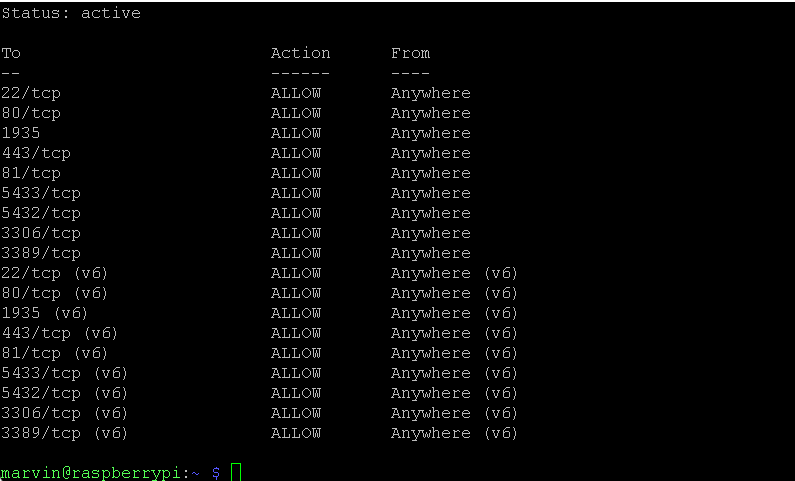 Status: active
To                         Action      From
--                         ------      ----
22/tcp                     ALLOW       Anywhere
80/tcp                     ALLOW       Anywhere
1935                       ALLOW       Anywhere
443/tcp                    ALLOW       Anywhere
81/tcp                     ALLOW       Anywhere
5433/tcp                   ALLOW       Anywhere
5432/tcp                   ALLOW       Anywhere
3306/tcp                   ALLOW       Anywhere
3389/tcp                   ALLOW       Anywhere
22/tcp (v6)                ALLOW       Anywhere (v6)
80/tcp (v6)                ALLOW       Anywhere (v6)
1935 (v6)                  ALLOW       Anywhere (v6)
443/tcp (v6)               ALLOW       Anywhere (v6)
81/tcp (v6)                ALLOW       Anywhere (v6)
5433/tcp (v6)              ALLOW       Anywhere (v6)
5432/tcp (v6)              ALLOW       Anywhere (v6)
3306/tcp (v6)              ALLOW       Anywhere (v6)
3389/tcp (v6)              ALLOW       Anywhere (v6)
marvin@raspberrypi:~ $